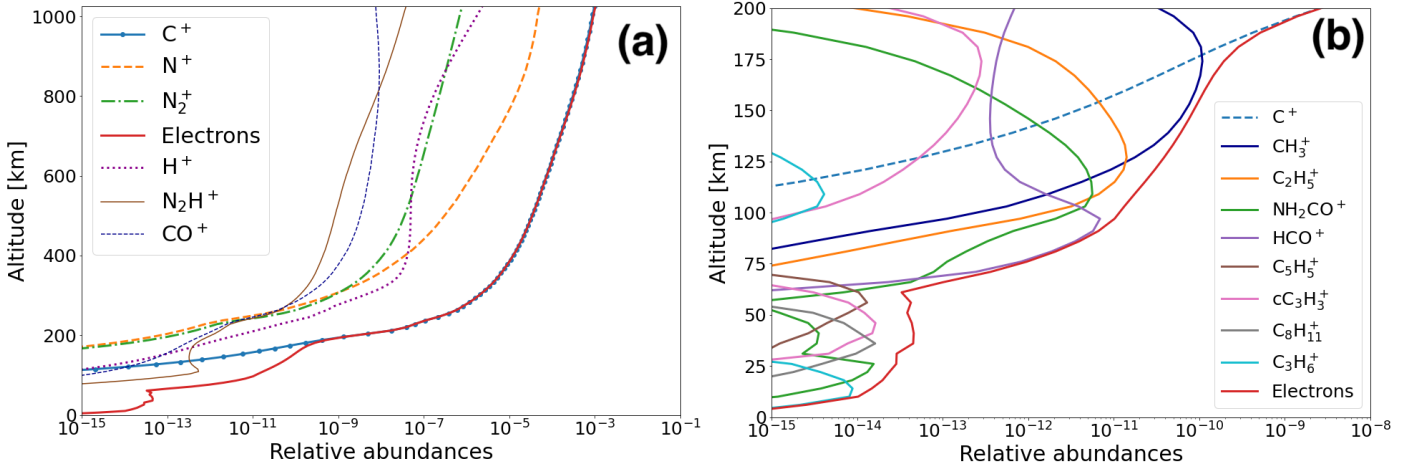 (a)
C⁺
N⁺
N₂⁺
Electrons
H⁺
N₂H⁺
CO⁺
Altitude [km]
1000
800
600
400
200
0
10⁻¹⁵ 10⁻¹³ 10⁻¹¹ 10⁻⁹ 10⁻⁷ 10⁻⁵ 10⁻³ 10⁻¹
Relative abundances
(b)
C⁺
CH₃⁺
C₂H₅⁺
NH₂CO⁺
HCO⁺
C₅H₅⁺
cC₃H₃⁺
C₈H₁₁⁺
C₃H₆⁺
Electrons
Altitude [km]
200
175
150
125
100
75
50
25
0
10⁻¹⁵ 10⁻¹⁴ 10⁻¹³ 10⁻¹² 10⁻¹¹ 10⁻¹⁰ 10⁻⁹ 10⁻⁸
Relative abundances